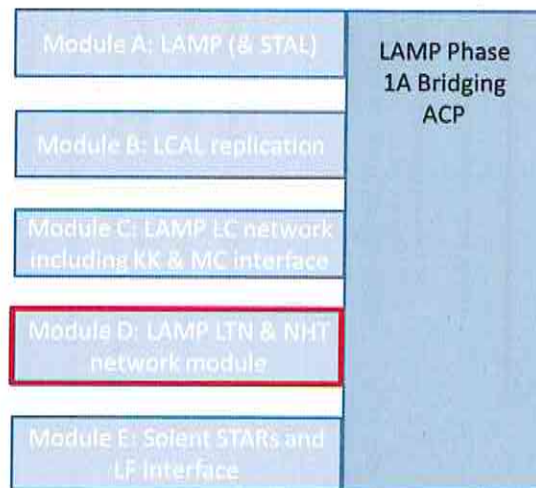 Module A: LAMP (& STAL)
LAMP Phase
1A Bridging
ACP
Module B: LCAL replication
Module C: LAMP LC network
including KK & MC interface
Module D: LAMP LTN & NHT
network module
Module E: Solent STARs and
LF Interface